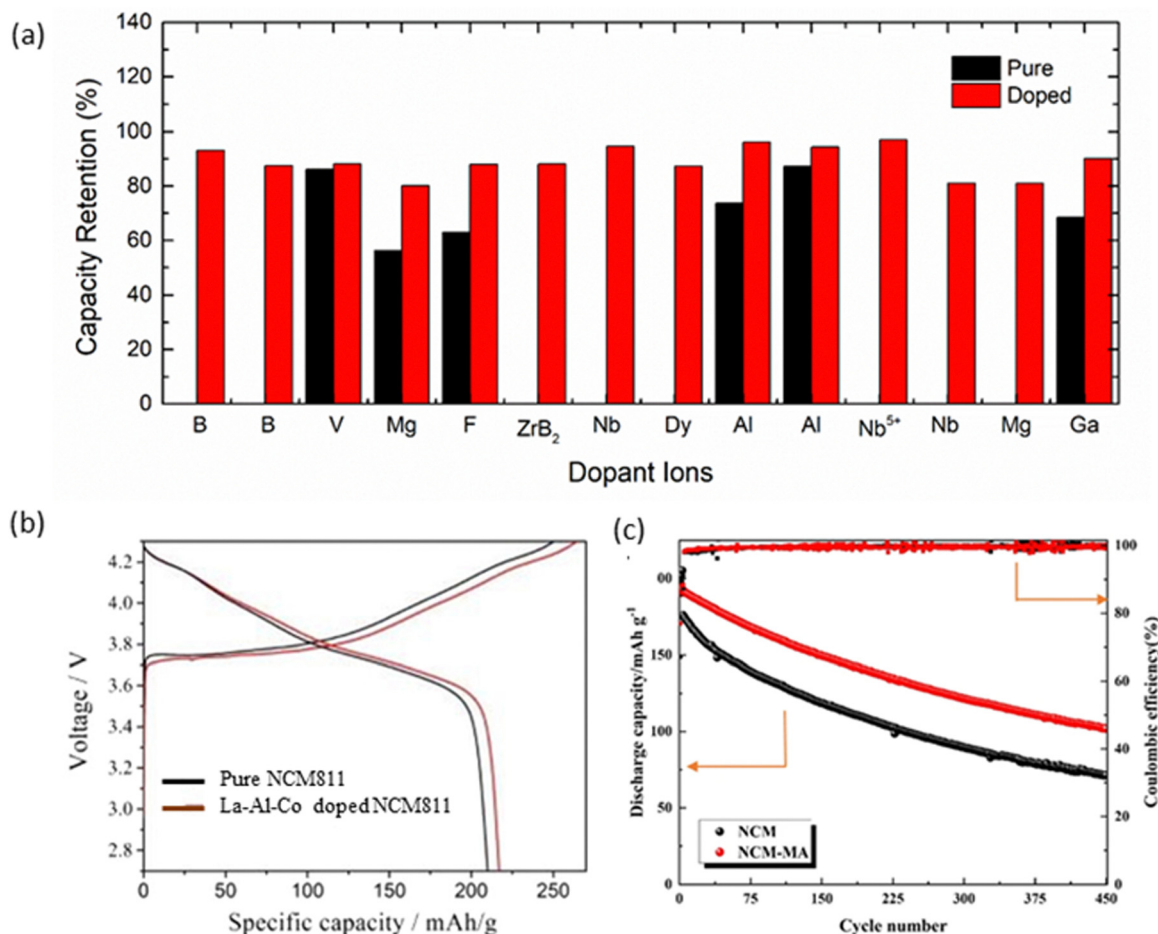 (a)
140
120
100
80
60
40
20
0
Capacity Retention (%)
Pure
Doped
B B V Mg F ZrB₂ Nb Dy Al Al Nb⁵⁺ Nb Mg Ga
Dopant Ions
(b)
4.2
4.0
3.8
3.6
3.4
3.2
3.0
2.8
Voltage / V
Pure NCM811
La-Al-Co doped NCM811
0 50 100 150 200 250
Specific capacity / mAh/g
(c)
00
150
100
50
0
Discharge capacity/mAh g⁻¹
NCM
NCM-MA
100
80
60
40
20
0
Coulombic efficiency(%)
0 75 150 225 300 375 450
Cycle number